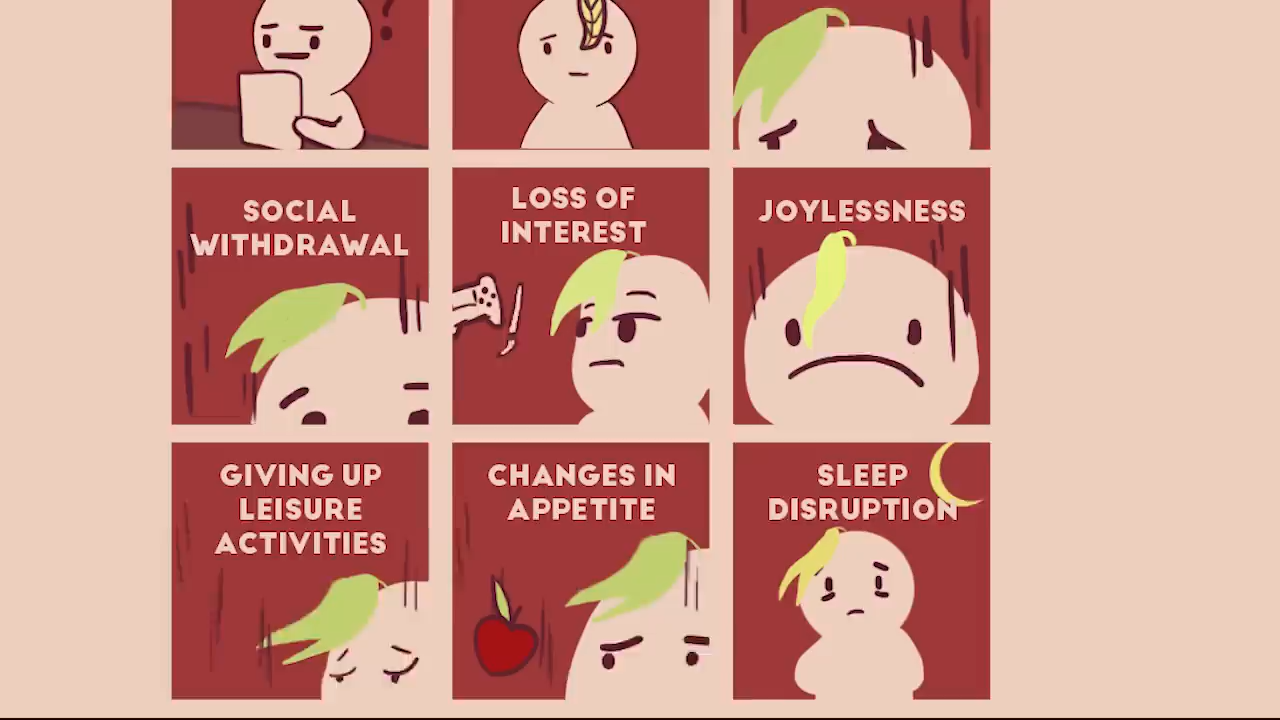 SOCIAL
WITHDRAWAL
LOSS OF
INTEREST
JOYLESSNESS
GIVING UP
LEISURE
ACTIVITIES
CHANGES IN
APPETITE
SLEEP
DISRUPTION